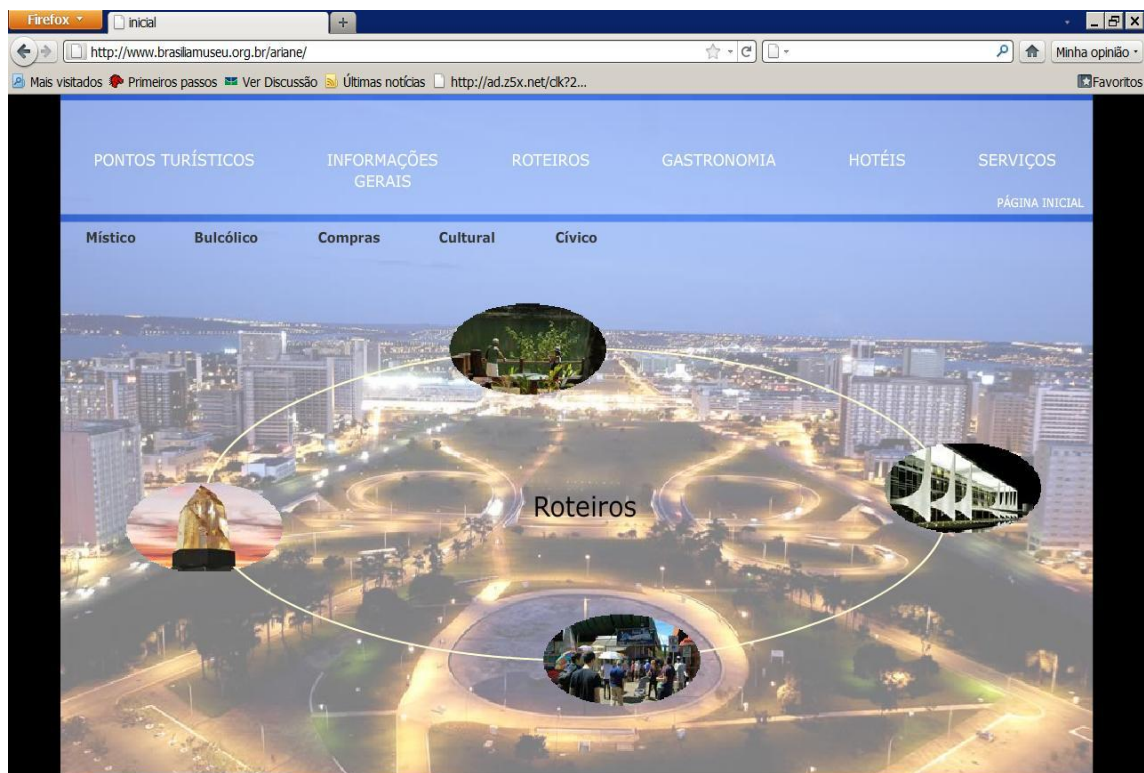 Firefox
inicial
http://www.brasiliamuseu.org.br/ariane/
Minha opinião
Mais visitados Primeiros passos Ver Discussão Últimas notícias http://ad.z5x.net/clk?2... Favoritos
PONTOS TURÍSTICOS INFORMAÇÕES ROTEIROS GASTRONOMIA HOTÉIS SERVIÇOS
GERAIS
PÁGINA INICIAL
Místico Bulcólico Compras Cultural Cívico
Roteiros